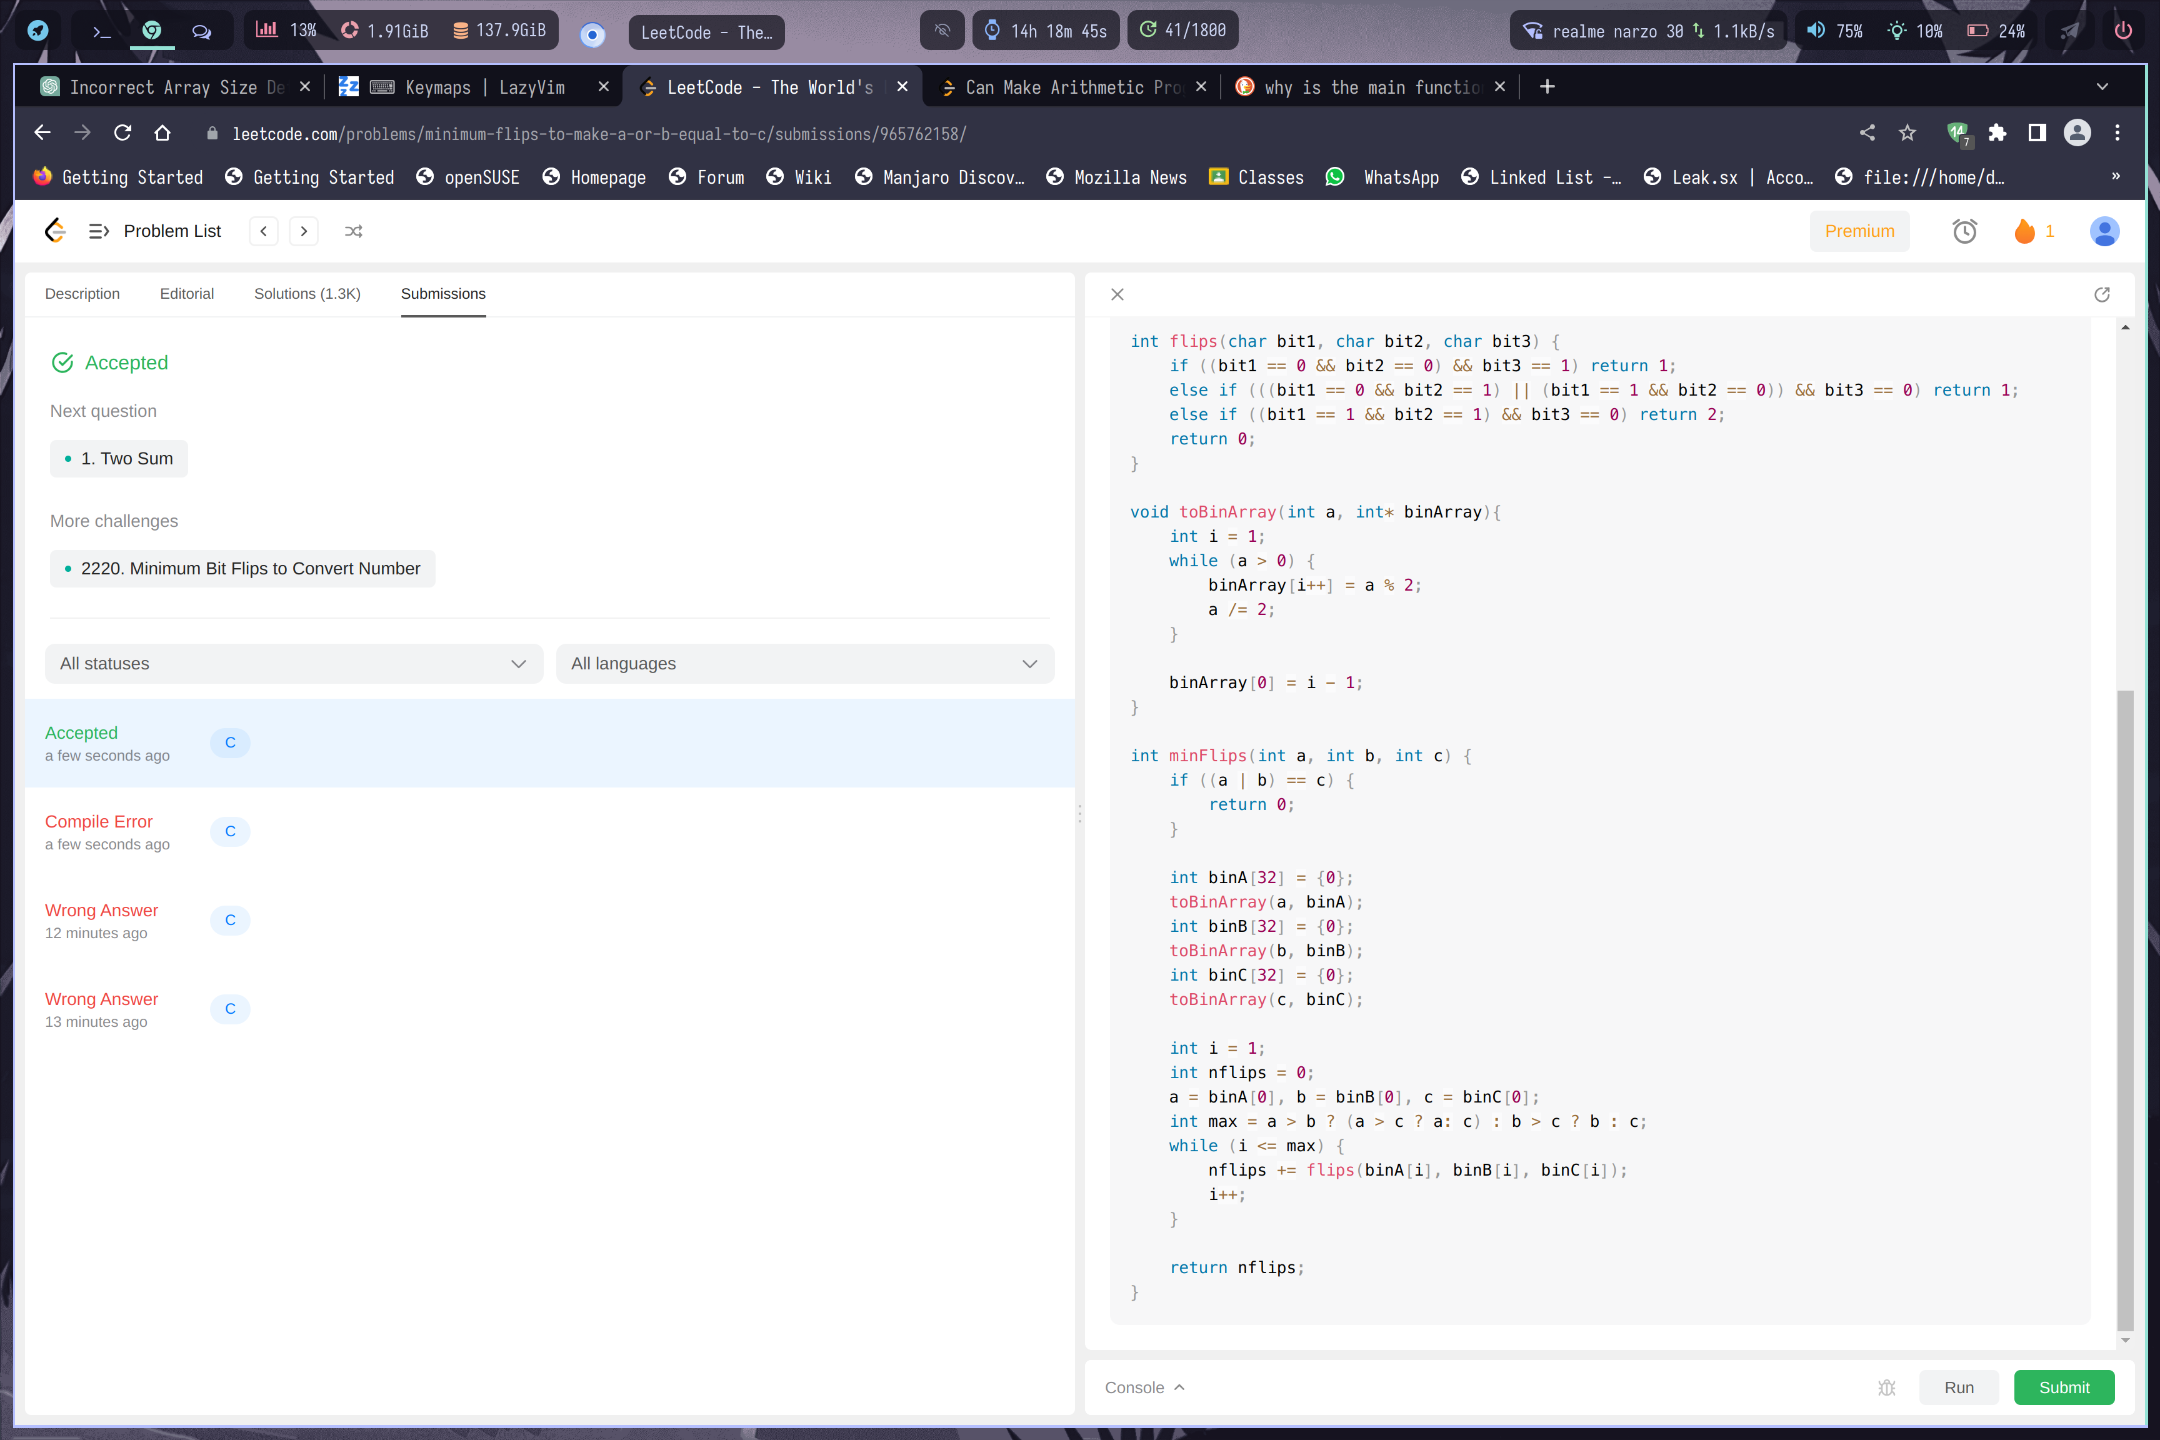 13% 1.91GiB 137.9GiB LeetCode - The… 14h 18m 45s 41/1800 realme narzo 30 1.1kB/s 75% 10% 24%
Incorrect Array Size De Keymaps | LazyVim LeetCode - The World's Can Make Arithmetic Pro why is the main functio
leetcode.com/problems/minimum-flips-to-make-a-or-b-equal-to-c/submissions/965762158/ 14 7
Getting Started Getting Started openSUSE Homepage Forum Wiki Manjaro Discov… Mozilla News Classes WhatsApp Linked List -… Leak.sx | Acco… file:///home/d… »
Problem List Premium 1
Description Editorial Solutions (1.3K) Submissions
Accepted
Next question
1. Two Sum
More challenges
2220. Minimum Bit Flips to Convert Number
All statuses All languages
Accepted
a few seconds ago
C
Compile Error
a few seconds ago
C
Wrong Answer
12 minutes ago
C
Wrong Answer
13 minutes ago
C
int flips(char bit1, char bit2, char bit3) {
    if ((bit1 == 0 && bit2 == 0) && bit3 == 1) return 1;
    else if (((bit1 == 0 && bit2 == 1) || (bit1 == 1 && bit2 == 0)) && bit3 == 0) return 1;
    else if ((bit1 == 1 && bit2 == 1) && bit3 == 0) return 2;
    return 0;
}
void toBinArray(int a, int* binArray){
    int i = 1;
    while (a > 0) {
        binArray[i++] = a % 2;
        a /= 2;
    }
    binArray[0] = i - 1;
}
int minFlips(int a, int b, int c) {
    if ((a | b) == c) {
        return 0;
    }
    int binA[32] = {0};
    toBinArray(a, binA);
    int binB[32] = {0};
    toBinArray(b, binB);
    int binC[32] = {0};
    toBinArray(c, binC);
    int i = 1;
    int nflips = 0;
    a = binA[0], b = binB[0], c = binC[0];
    int max = a > b ? (a > c ? a: c) : b > c ? b : c;
    while (i <= max) {
        nflips += flips(binA[i], binB[i], binC[i]);
        i++;
    }
    return nflips;
}
Console Run Submit